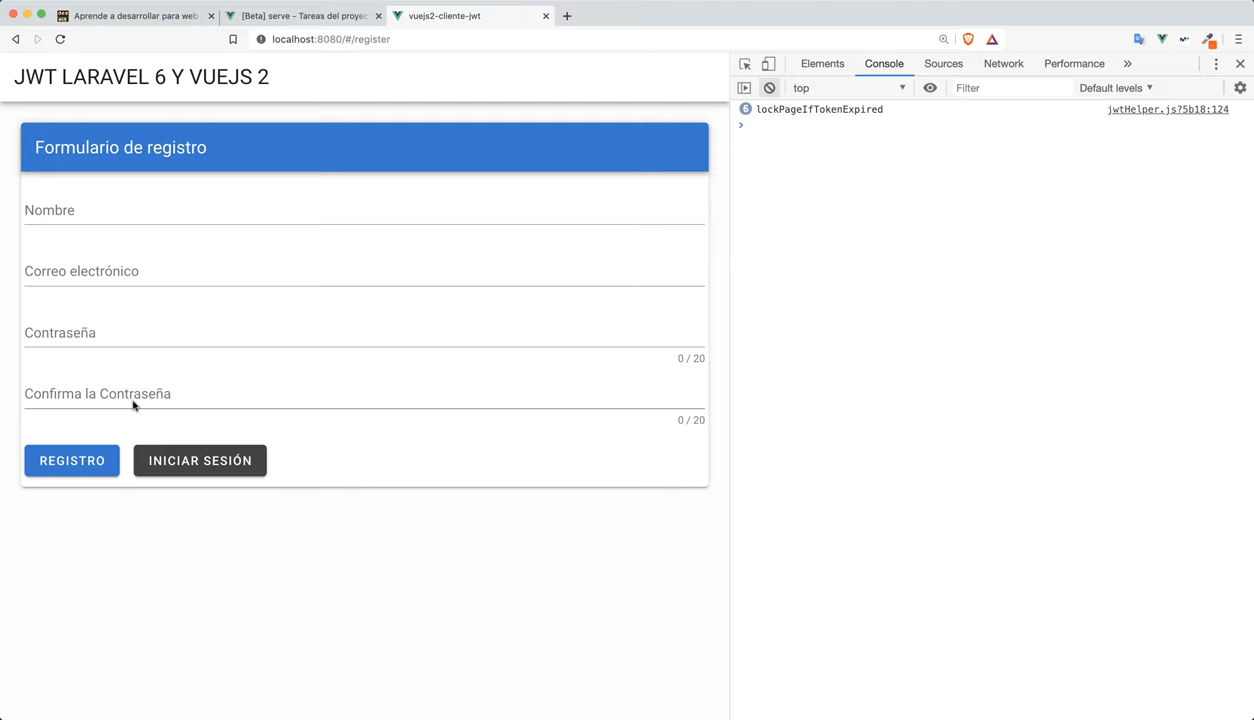 Aprende a desarrollar para web
[Beta] serve - Tareas del proyec
vuejs2-cliente-jwt
localhost:8080/#/register
JWT LARAVEL 6 Y VUEJS 2
Formulario de registro
Nombre
Correo electrónico
Contraseña
0 / 20
Confirma la Contraseña
0 / 20
REGISTRO INICIAR SESIÓN
Elements Console Sources Network Performance »
top Filter Default levels
6 lockPageIfTokenExpired jwtHelper.js?5b18:124
>